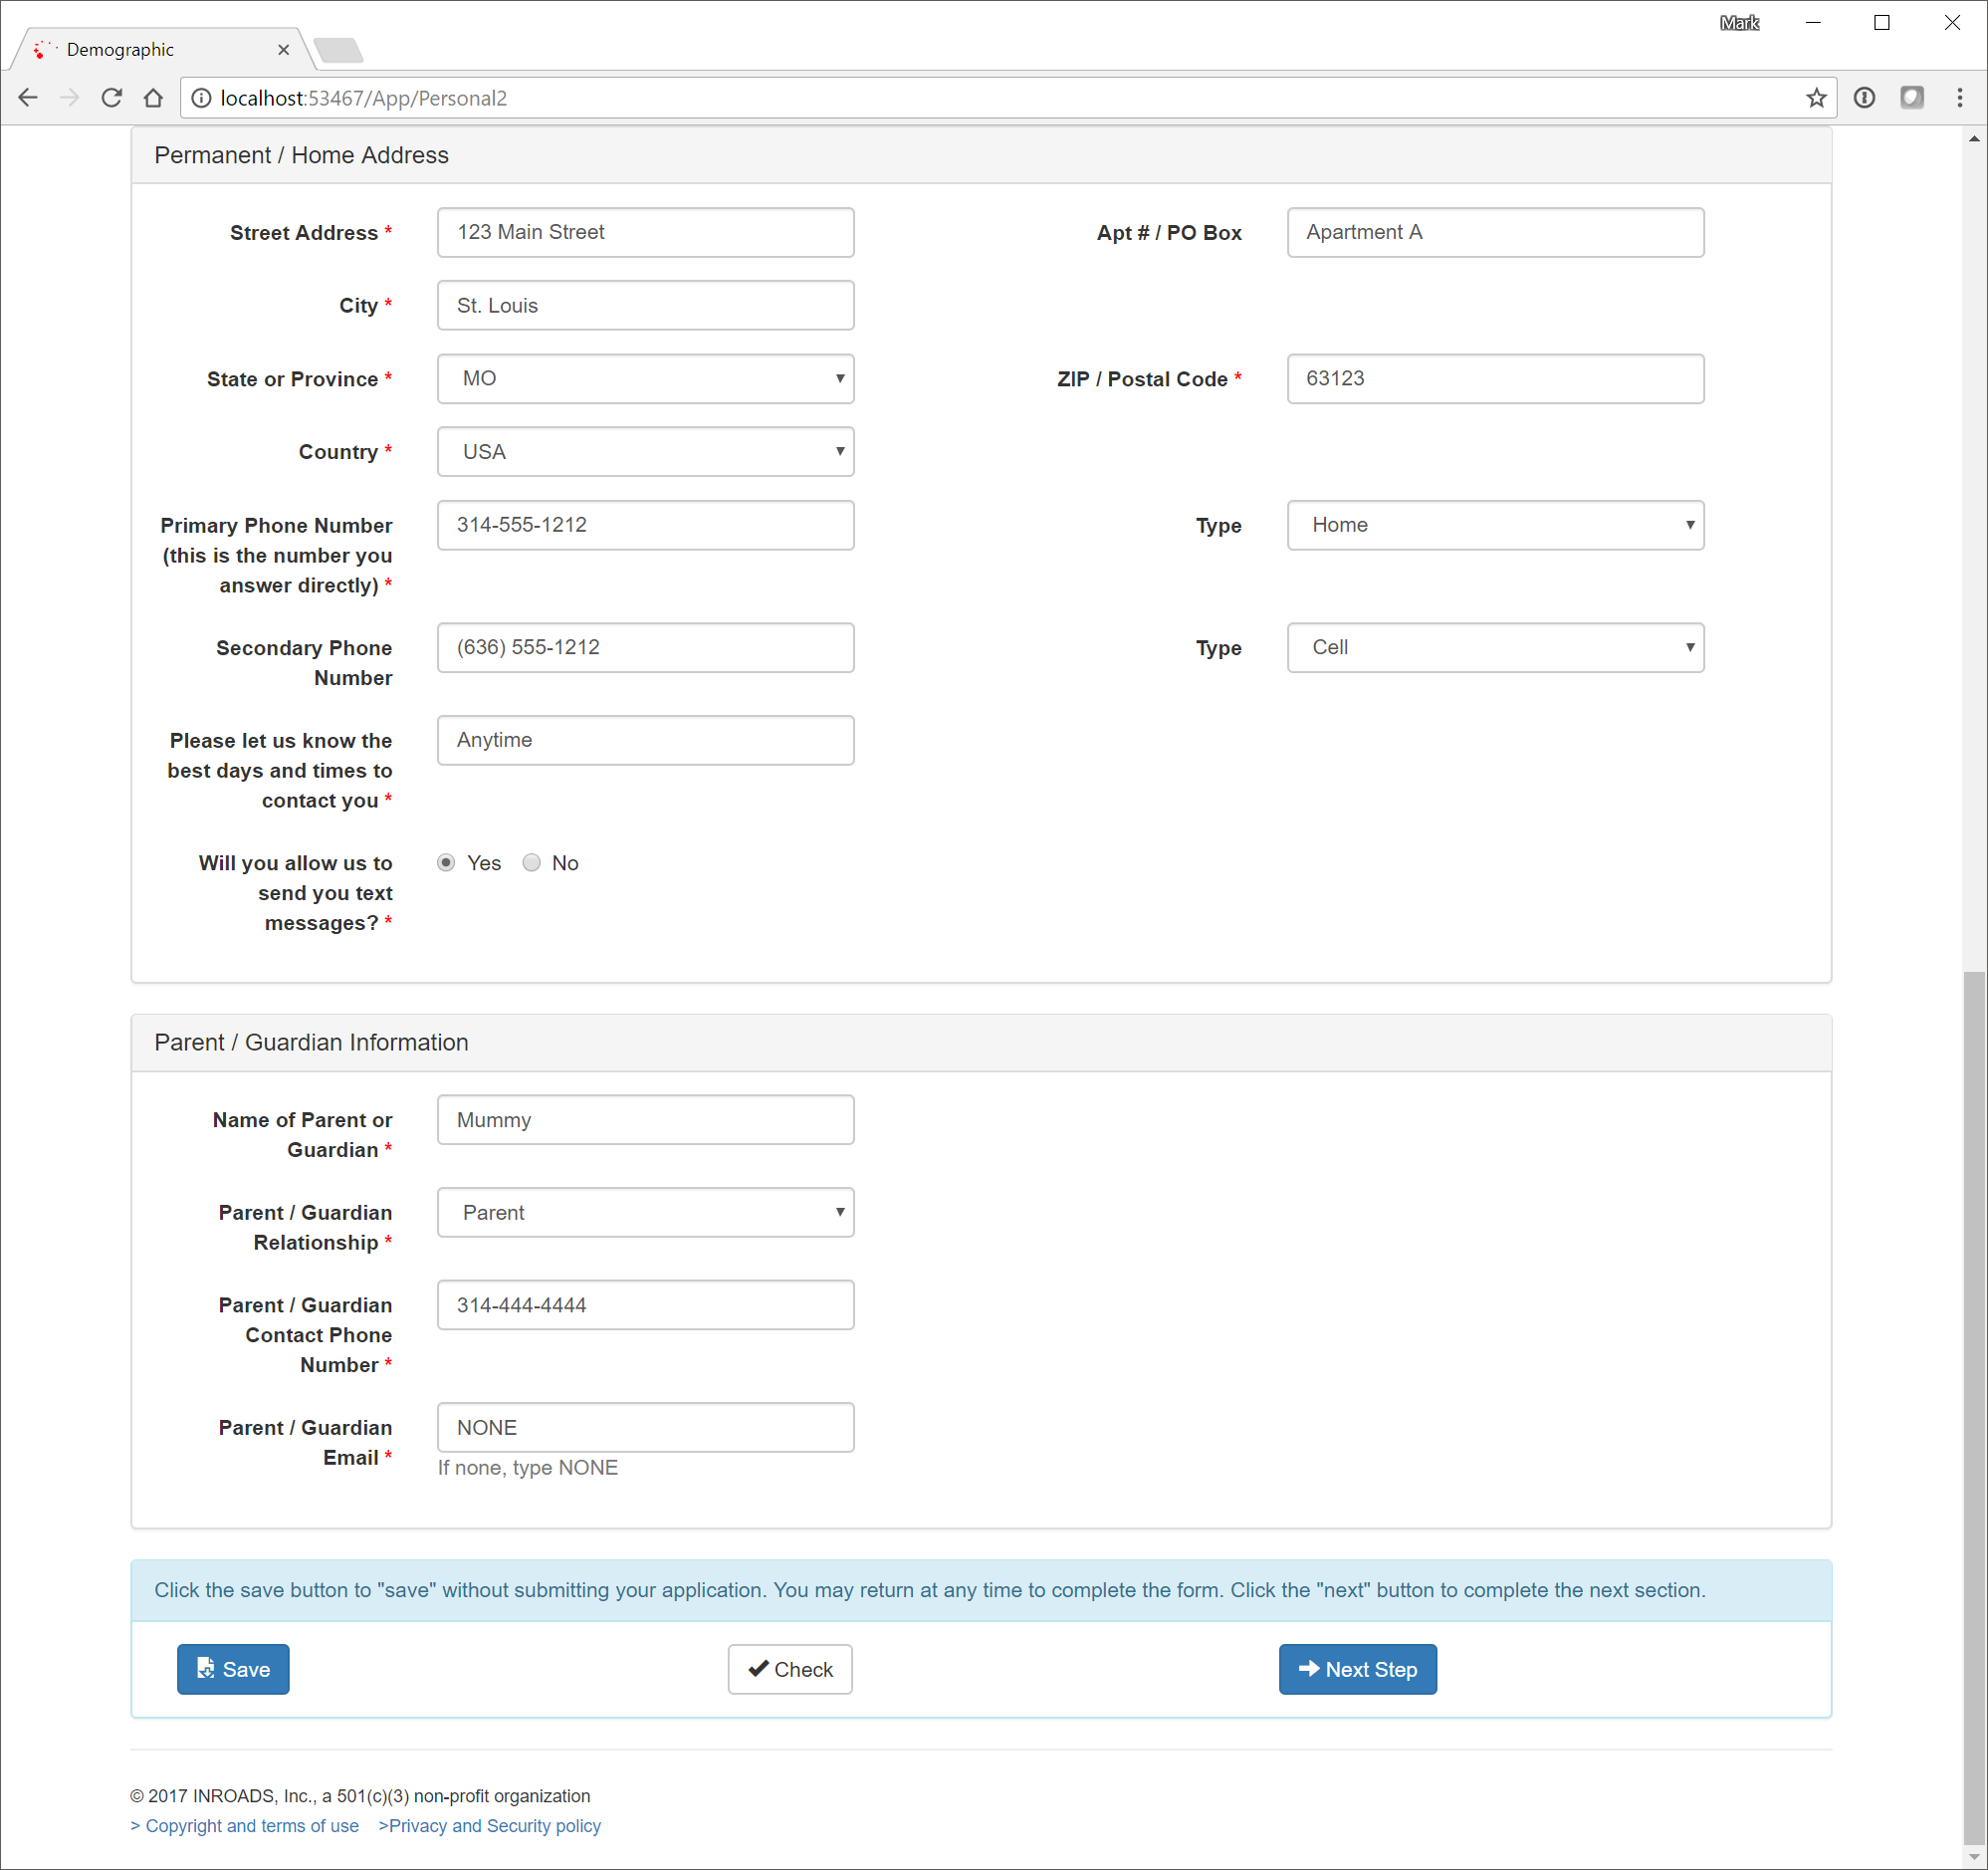 Mark
Demographic
localhost:53467/App/Personal2
Permanent / Home Address
Street Address * 123 Main Street Apt # / PO Box Apartment A
City * St. Louis
State or Province * MO ZIP / Postal Code * 63123
Country * USA
Primary Phone Number 314-555-1212 Type Home
(this is the number you
answer directly) *
Secondary Phone (636) 555-1212 Type Cell
Number
Please let us know the Anytime
best days and times to
contact you *
Will you allow us to Yes No
send you text
messages? *
Parent / Guardian Information
Name of Parent or Mummy
Guardian *
Parent / Guardian Parent
Relationship *
Parent / Guardian 314-444-4444
Contact Phone
Number *
Parent / Guardian NONE
Email *
If none, type NONE
Click the save button to "save" without submitting your application. You may return at any time to complete the form. Click the "next" button to complete the next section.
Save Check Next Step
© 2017 INROADS, Inc., a 501(c)(3) non-profit organization
> Copyright and terms of use >Privacy and Security policy